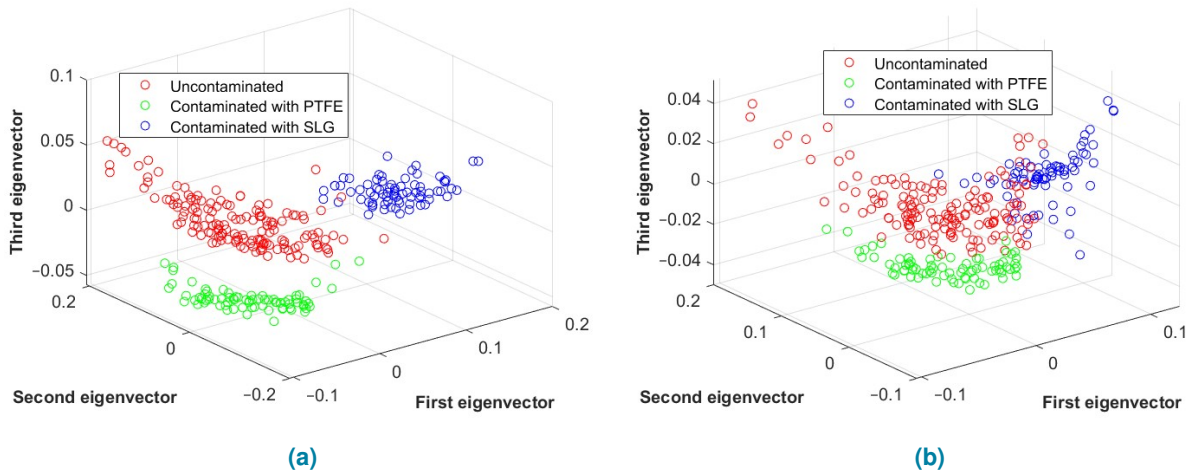 0.1
0.05
0
−0.05
Third eigenvector
Uncontaminated
Contaminated with PTFE
Contaminated with SLG
0.2
0
−0.2
Second eigenvector
−0.1
0
0.1
0.2
First eigenvector
(a)
0.04
0.02
0
−0.02
−0.04
Third eigenvector
Uncontaminated
Contaminated with PTFE
Contaminated with SLG
0.2
0.1
0
−0.1
Second eigenvector
−0.1
0
0.1
First eigenvector
(b)